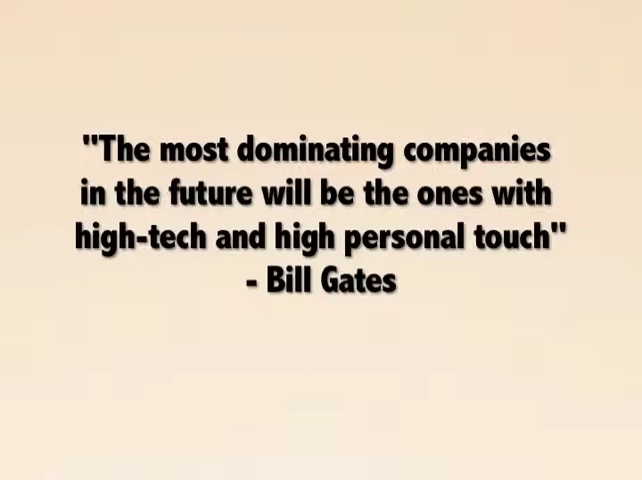 "The most dominating companies
in the future will be the ones with
high-tech and high personal touch"
- Bill Gates